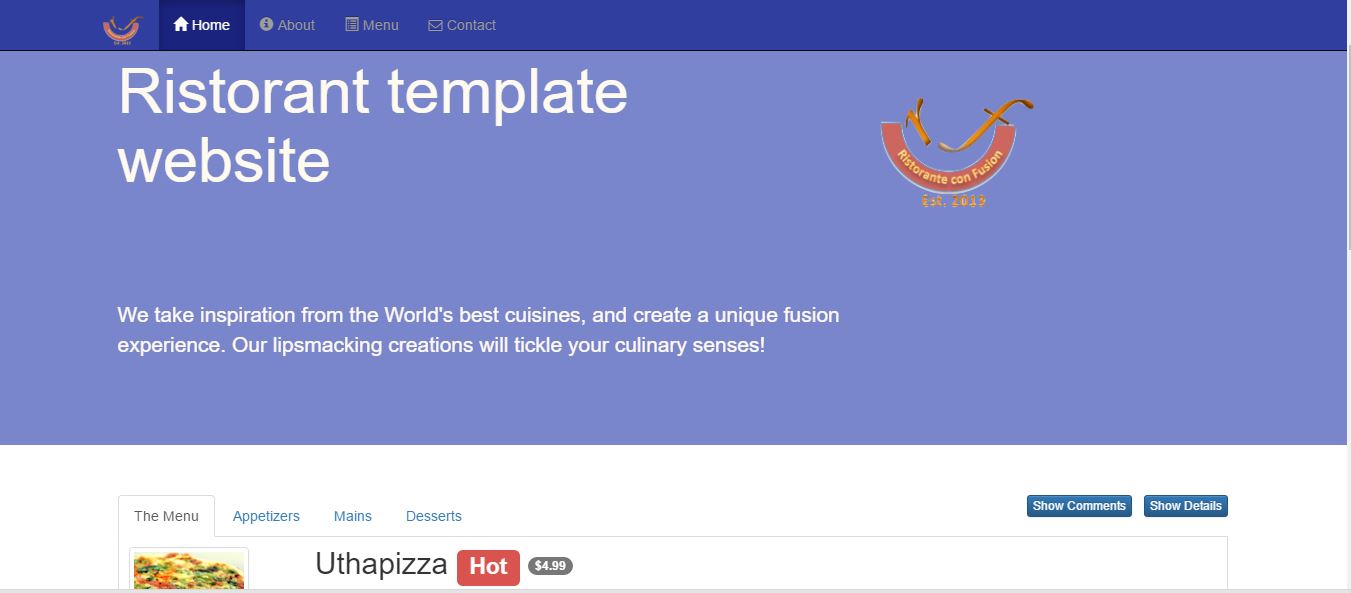 Home About Menu Contact
Ristorant template
website
Ristorante con Fusion
Est. 2013
We take inspiration from the World's best cuisines, and create a unique fusion
experience. Our lipsmacking creations will tickle your culinary senses!
The Menu Appetizers Mains Desserts Show Comments Show Details
Uthapizza Hot $4.99